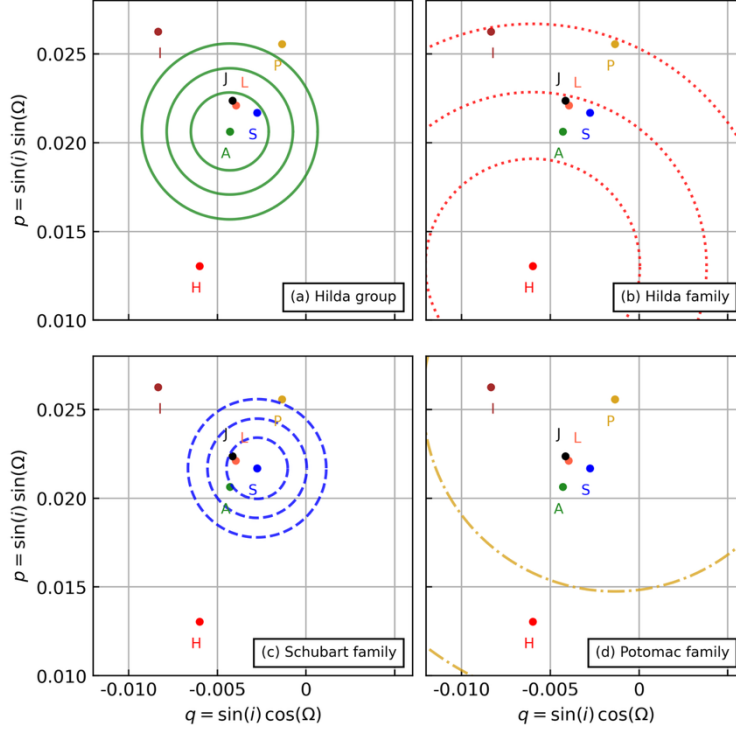 0.025
0.020
0.015
0.010
p = sin(i) sin(Ω)
I
P
J
L
S
A
H
(a) Hilda group
I
P
J
L
S
A
H
(b) Hilda family
0.025
0.020
0.015
0.010
p = sin(i) sin(Ω)
I
P
J
L
S
A
H
(c) Schubart family
I
P
J
L
S
A
H
(d) Potomac family
-0.010
-0.005
0
-0.010
-0.005
0
q = sin(i) cos(Ω)
q = sin(i) cos(Ω)